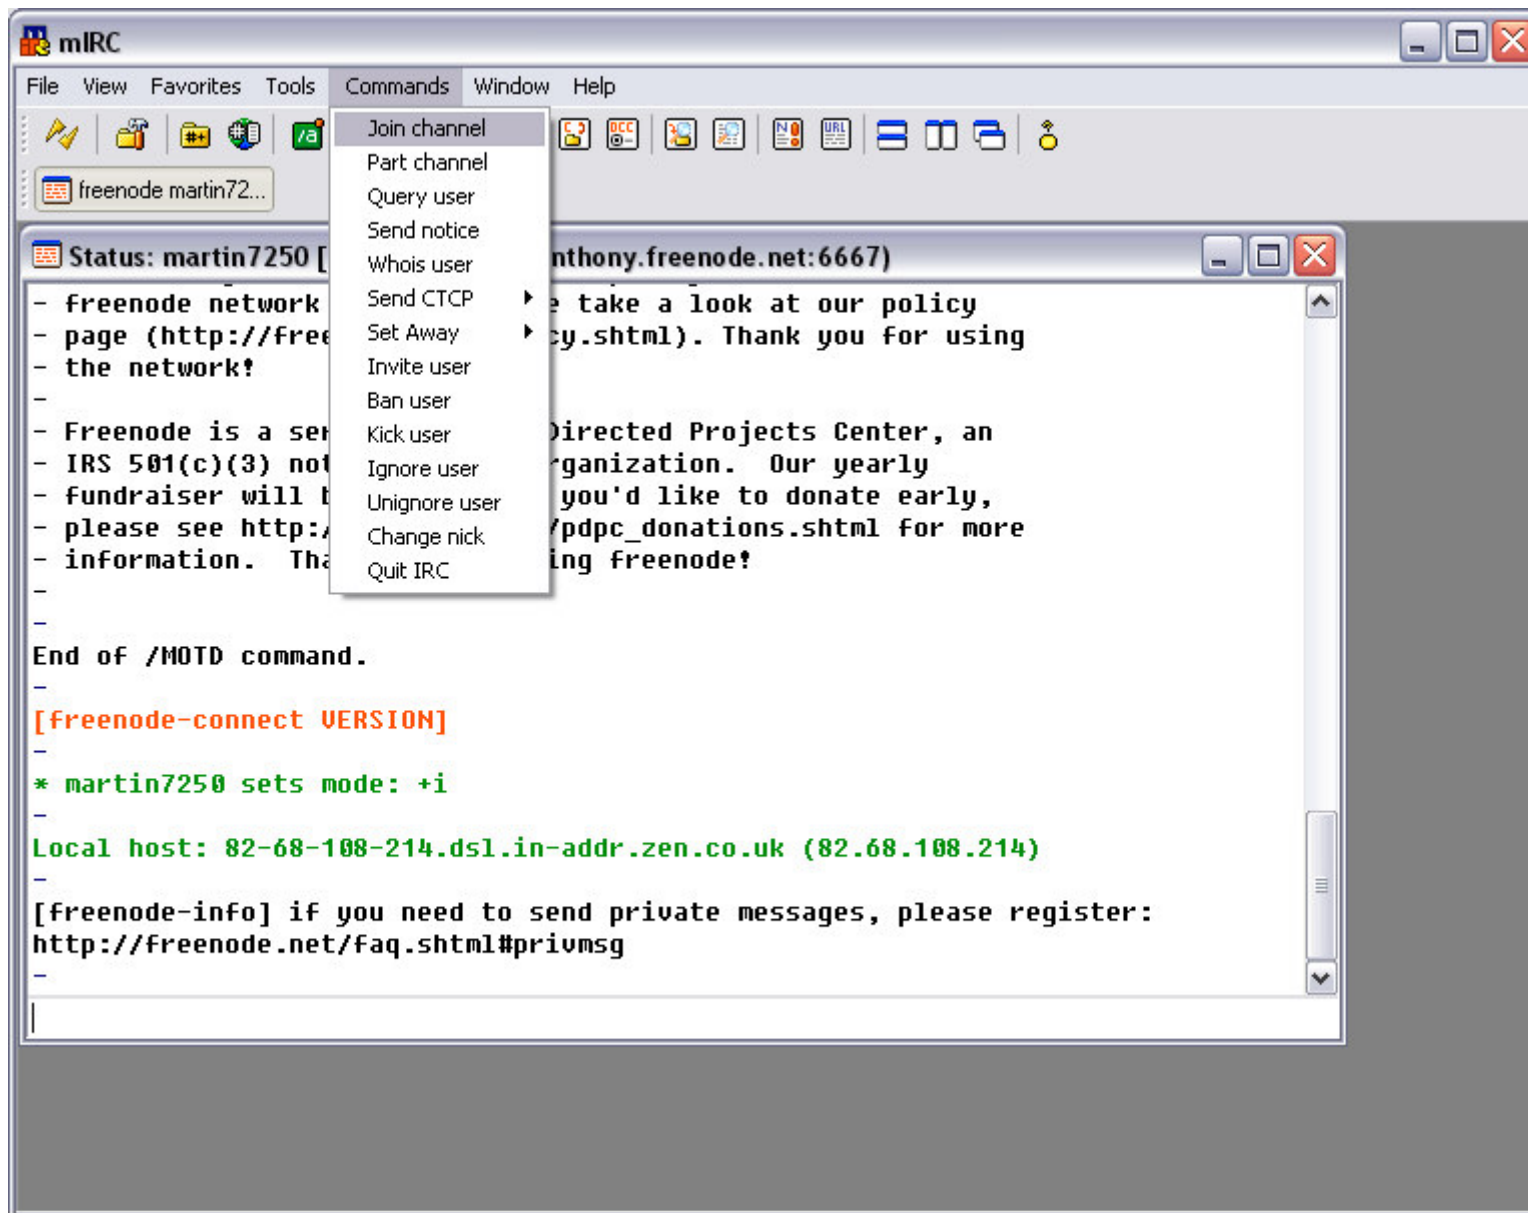 mIRC
File View Favorites Tools Commands Window Help
freenode martin72...
Join channel
Part channel
Query user
Send notice
Whois user
Send CTCP
Set Away
Invite user
Ban user
Kick user
Ignore user
Unignore user
Change nick
Quit IRC
Status: martin7250 [ nthony.freenode.net:6667)
- freenode network take a look at our policy
- page (http://free cy.shtml). Thank you for using
- the network!
-
- Freenode is a ser Directed Projects Center, an
- IRS 501(c)(3) not rganization. Our yearly
- fundraiser will you'd like to donate early,
- please see http:/ /pdpc_donations.shtml for more
- information. Tha ing freenode!
-
-
End of /MOTD command.
-
[freenode-connect VERSION]
-
* martin7250 sets mode: +i
-
Local host: 82-68-108-214.dsl.in-addr.zen.co.uk (82.68.108.214)
-
[freenode-info] if you need to send private messages, please register:
http://freenode.net/faq.shtml#privmsg
-